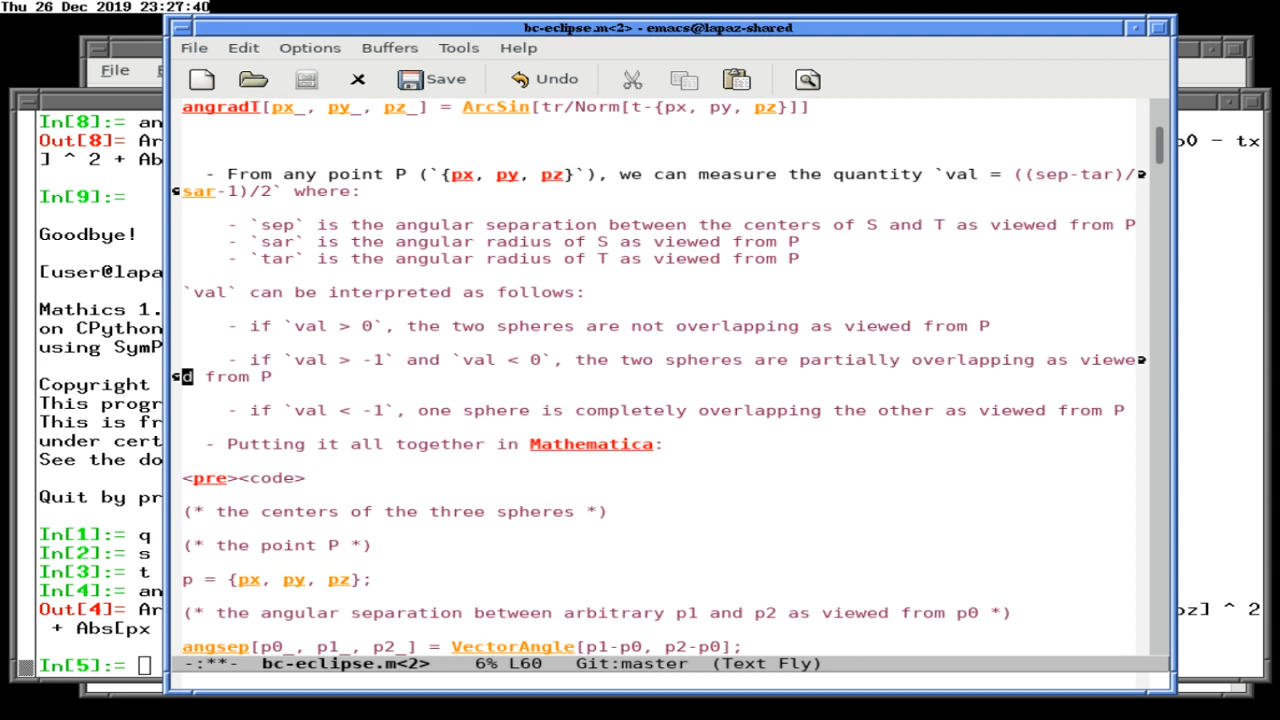 Thu 26 Dec 2019 23:27:40
bc-eclipse.m<2> - emacs@lapaz-shared
File Edit Options Buffers Tools Help
Save Undo
angradT[px_, py_, pz_] = ArcSin[tr/Norm[t-{px, py, pz}]]
- From any point P (`{px, py, pz}`), we can measure the quantity `val = ((sep-tar)/
sar-1)/2` where:
- `sep` is the angular separation between the centers of S and T as viewed from P
- `sar` is the angular radius of S as viewed from P
- `tar` is the angular radius of T as viewed from P
`val` can be interpreted as follows:
- if `val > 0`, the two spheres are not overlapping as viewed from P
- if `val > -1` and `val < 0`, the two spheres are partially overlapping as viewe
d from P
- if `val < -1`, one sphere is completely overlapping the other as viewed from P
- Putting it all together in Mathematica:
<pre><code>
(* the centers of the three spheres *)
(* the point P *)
p = {px, py, pz};
(* the angular separation between arbitrary p1 and p2 as viewed from p0 *)
angsep[p0_, p1_, p2_] = VectorAngle[p1-p0, p2-p0];
-:**- bc-eclipse.m<2> 6% L60 Git:master (Text Fly)
File
In[8]:= an
Out[8]= Ar
] ^ 2 + Ab
p0 - tx
In[9]:=
Goodbye!
[user@lapa
Mathics 1.
on CPython
using SymP
Copyright
This progr
This is fr
under cert
See the do
Quit by pr
In[1]:= q
In[2]:= s
In[3]:= t
In[4]:= an
Out[4]= Ar
pz] ^ 2
+ Abs[px
In[5]:=